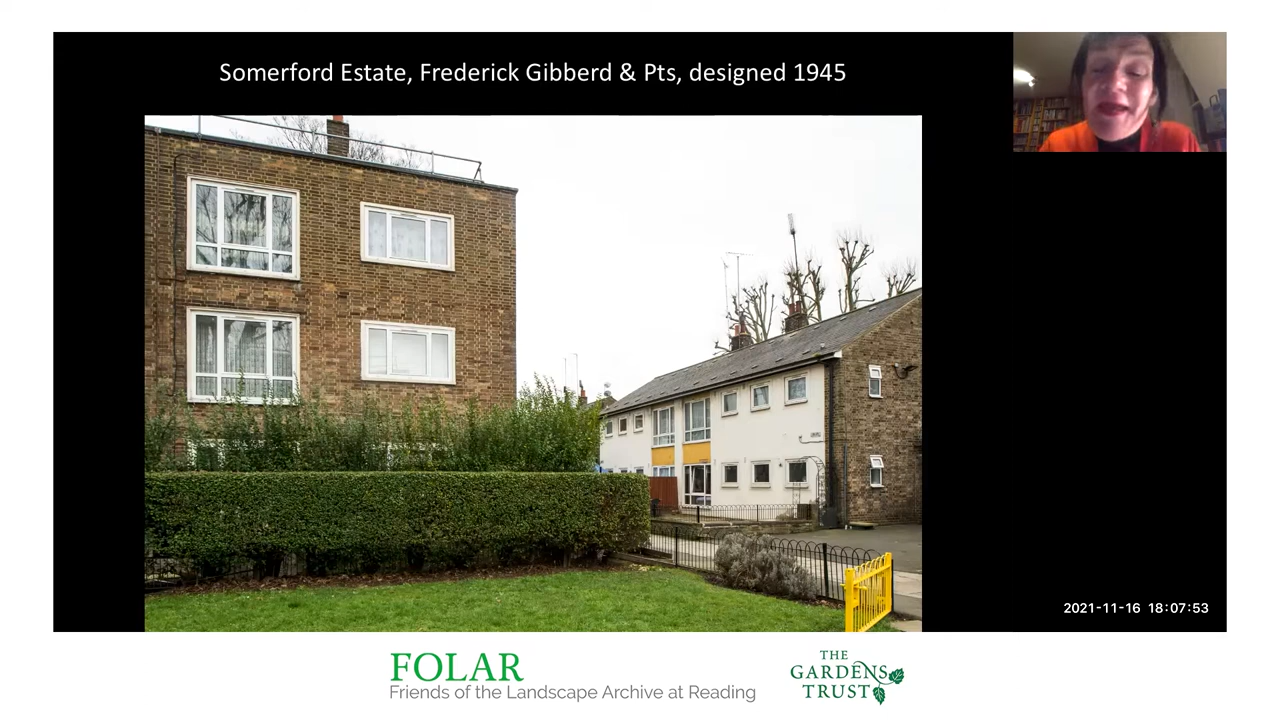 Somerford Estate, Frederick Gibberd & Pts, designed 1945
2021-11-16 18:07:53
FOLAR
Friends of the Landscape Archive at Reading
THE
GARDENS
TRUST